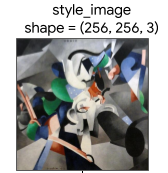 style_image
shape = (256, 256, 3)